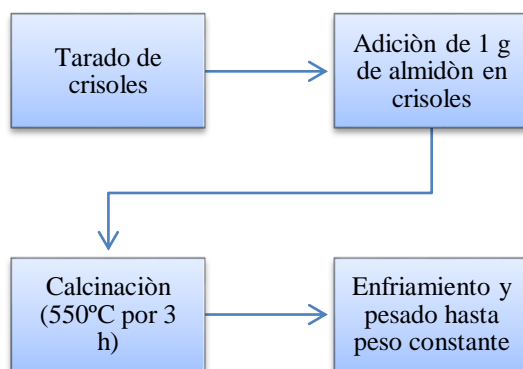 Tarado de
crisoles
Adiciòn de 1 g
de almidòn en
crisoles
Calcinaciòn
(550ºC por 3
h)
Enfriamiento y
pesado hasta
peso constante